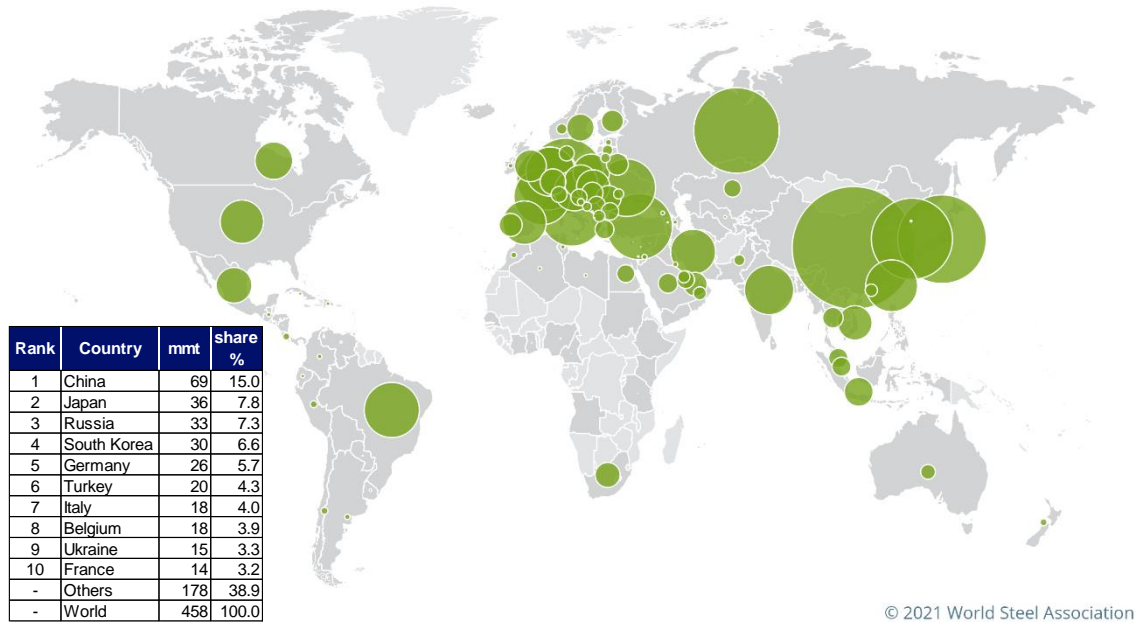 Rank Country mmt share %
1 China 69 15.0
2 Japan 36 7.8
3 Russia 33 7.3
4 South Korea 30 6.6
5 Germany 26 5.7
6 Turkey 20 4.3
7 Italy 18 4.0
8 Belgium 18 3.9
9 Ukraine 15 3.3
10 France 14 3.2
- Others 178 38.9
- World 458 100.0
© 2021 World Steel Association